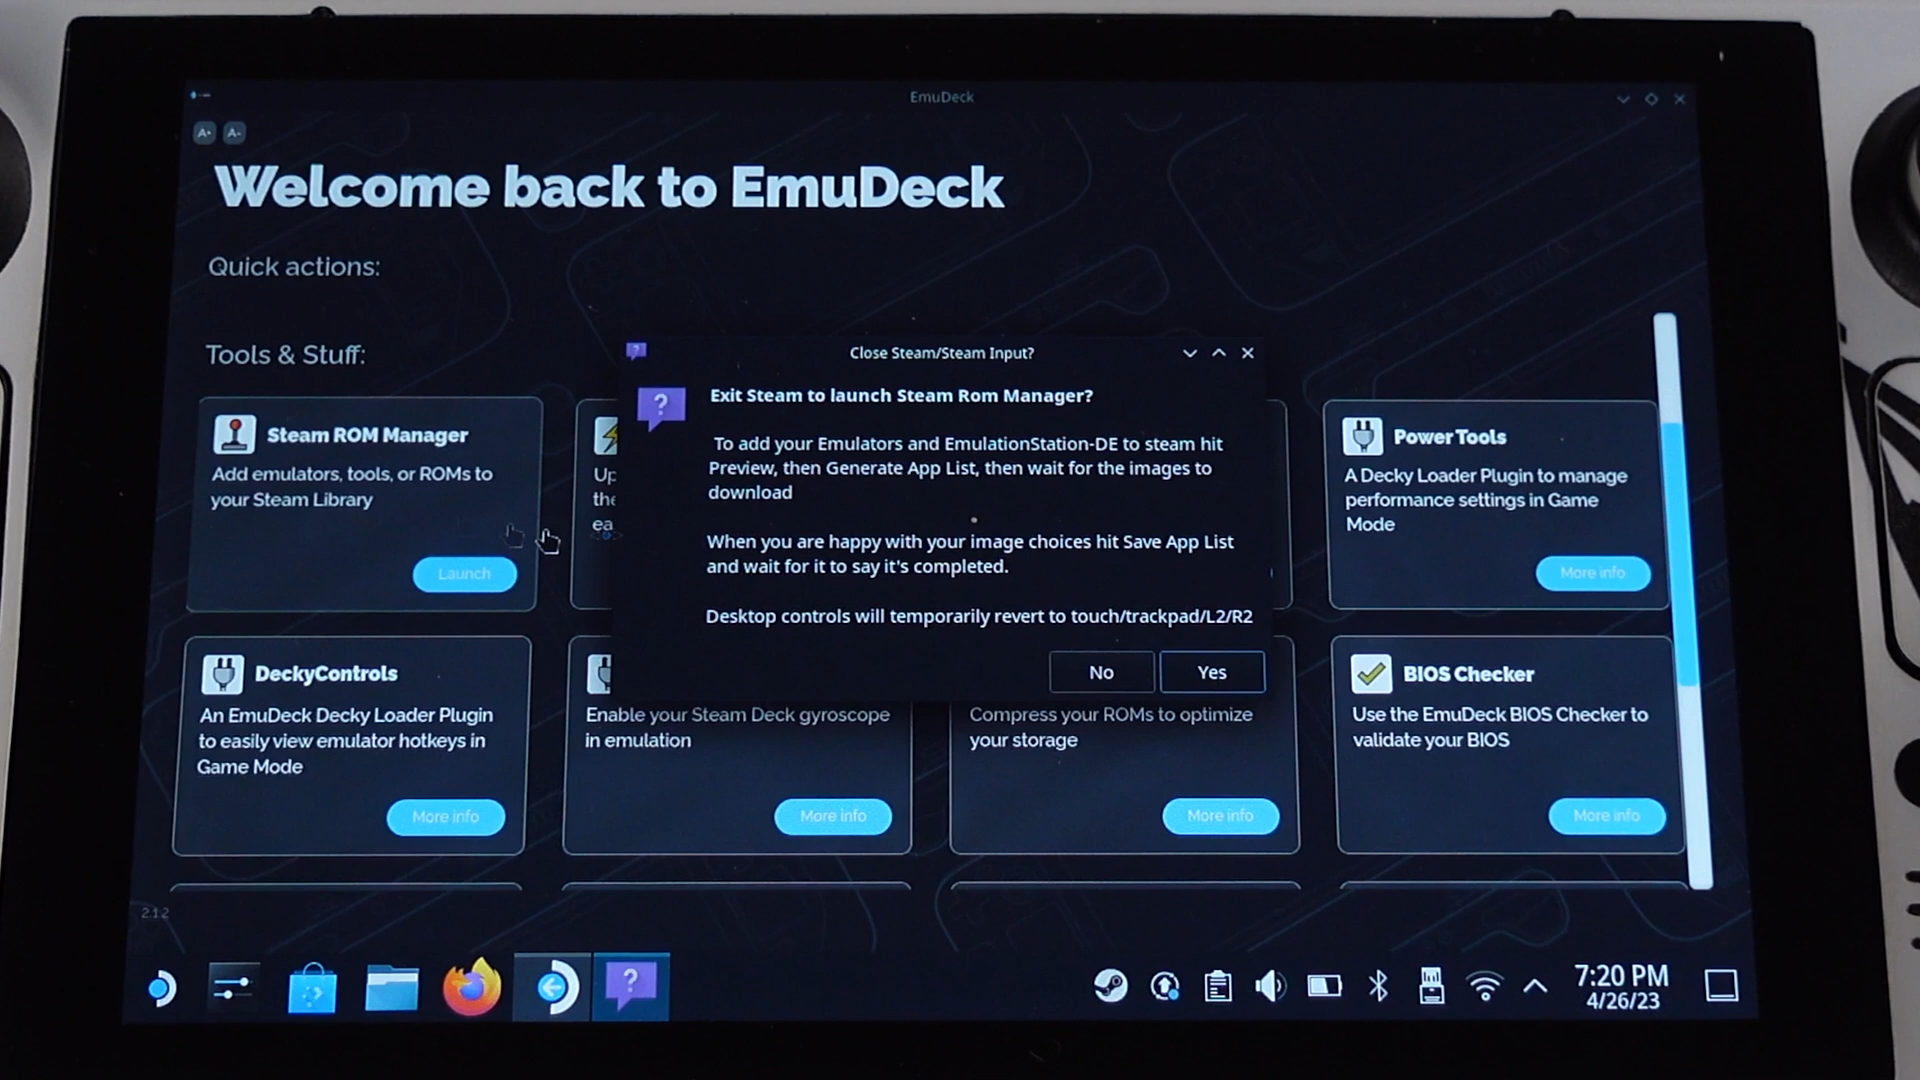 EmuDeck
A+ A-
Welcome back to EmuDeck
Quick actions:
Tools & Stuff:
Steam ROM Manager
Add emulators, tools, or ROMs to
your Steam Library
Launch
Up
the
ea
Close Steam/Steam Input?
Exit Steam to launch Steam Rom Manager?
To add your Emulators and EmulationStation-DE to steam hit
Preview, then Generate App List, then wait for the images to
download
When you are happy with your image choices hit Save App List
and wait for it to say it's completed.
Desktop controls will temporarily revert to touch/trackpad/L2/R2
No
Yes
PowerTools
A Decky Loader Plugin to manage
performance settings in Game
Mode
More info
DeckyControls
An EmuDeck Decky Loader Plugin
to easily view emulator hotkeys in
Game Mode
More info
Enable your Steam Deck gyroscope
in emulation
More info
Compress your ROMs to optimize
your storage
More info
BIOS Checker
Use the EmuDeck BIOS Checker to
validate your BIOS
More info
2.1.2
7:20 PM
4/26/23